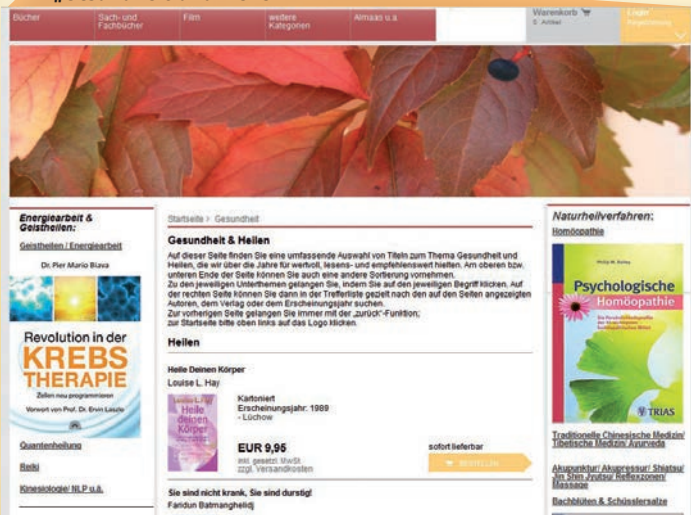 Bücher
Sach- und
Fachbücher
Film
weitere
Kategorien
Almaas u.a.
Warenkorb
0 Artikel
Login
Energiearbeit &
Geistheilen:
Geistheilen / Energiearbeit
Dr. Pier Mario Biava
Revolution in der
KREBS
THERAPIE
Zellen neu programmieren
Vorwort von Prof. Dr. Ervin Laszlo
Quantenheilung
Reiki
Kinesiologie/ NLP u.ä.
Startseite > Gesundheit
Gesundheit & Heilen
Auf dieser Seite finden Sie eine umfassende Auswahl von Titeln zum Thema Gesundheit und
Heilen, die wir über die Jahre für wertvoll, lesens- und empfehlenswert hielten. Am oberen bzw.
unteren Ende der Seite können Sie auch eine andere Sortierung vornehmen.
Zu den jeweiligen Unterthemen gelangen Sie, indem Sie auf den jeweiligen Begriff klicken. Auf
der rechten Seite können Sie dann in der Trefferliste gezielt nach den auf den Seiten angezeigten
Autoren, dem Verlag oder dem Erscheinungsjahr suchen.
Zur vorherigen Seite gelangen Sie immer mit der „zurück“-Funktion;
zur Startseite bitte oben links auf das Logo klicken.
Heilen
Heile Deinen Körper
Louise L. Hay
Louise L. Hay
Heile
deinen
Körper
Kartoniert
Erscheinungsjahr: 1989
- Lüchow
EUR 9,95
inkl. gesetzl. MwSt.
zzgl. Versandkosten
sofort lieferbar
BESTELLEN
Sie sind nicht krank, Sie sind durstig!
Faridun Batmanghelidj
Naturheilverfahren:
Homöopathie
Philip M. Bailey
Psychologische
Homöopathie
TRIAS
Traditionelle Chinesische Medizin/
Tibetische Medizin/ Ayurveda
Akupunktur/ Akupressur/ Shiatsu/
Jin Shin Jyutsu/ Reflexzonen/
Massage
Bachblüten & Schüsslersalze